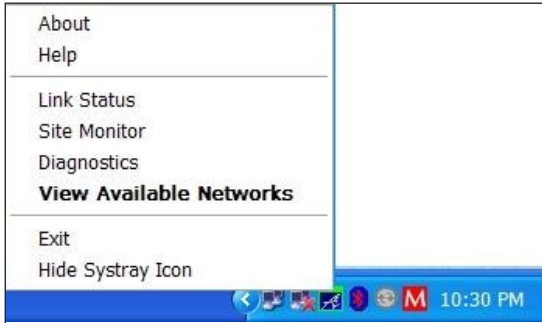 About
Help
Link Status
Site Monitor
Diagnostics
View Available Networks
Exit
Hide Systray Icon
M 10:30 PM